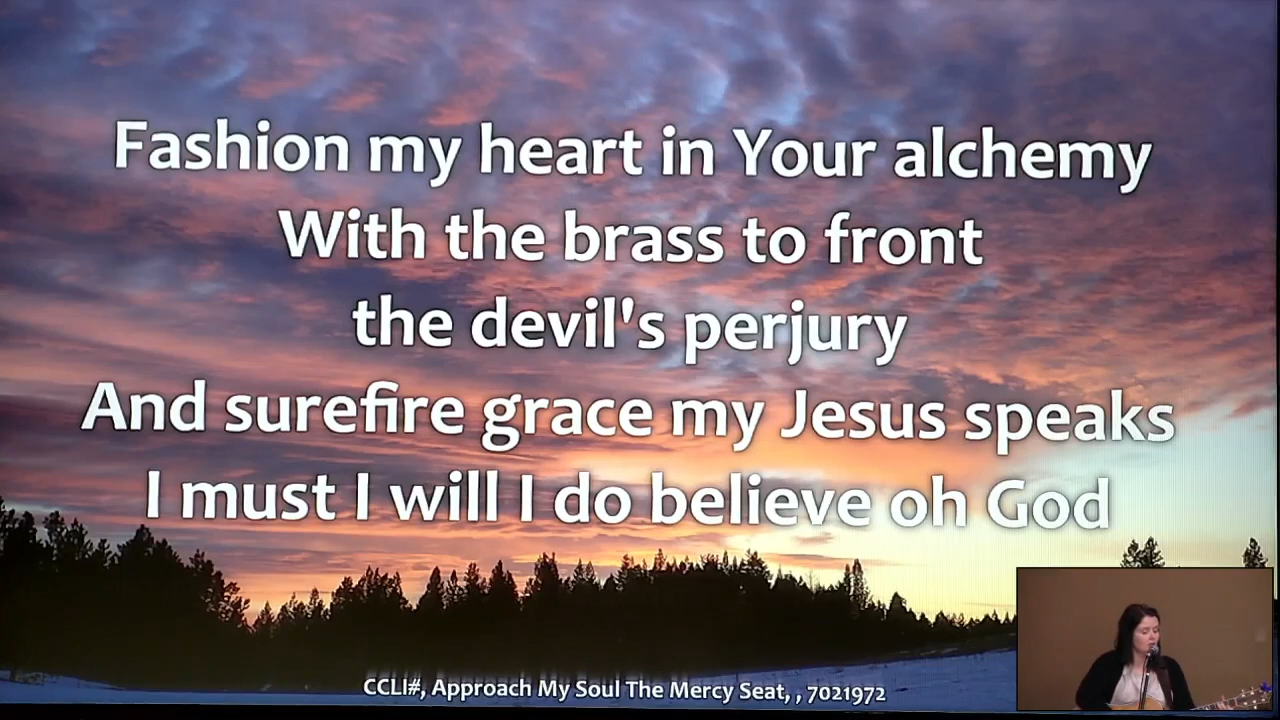 Fashion my heart in Your alchemy
With the brass to front
the devil's perjury
And surefire grace my Jesus speaks
I must I will I do believe oh God
CCLI#, Approach My Soul The Mercy Seat, , 7021972